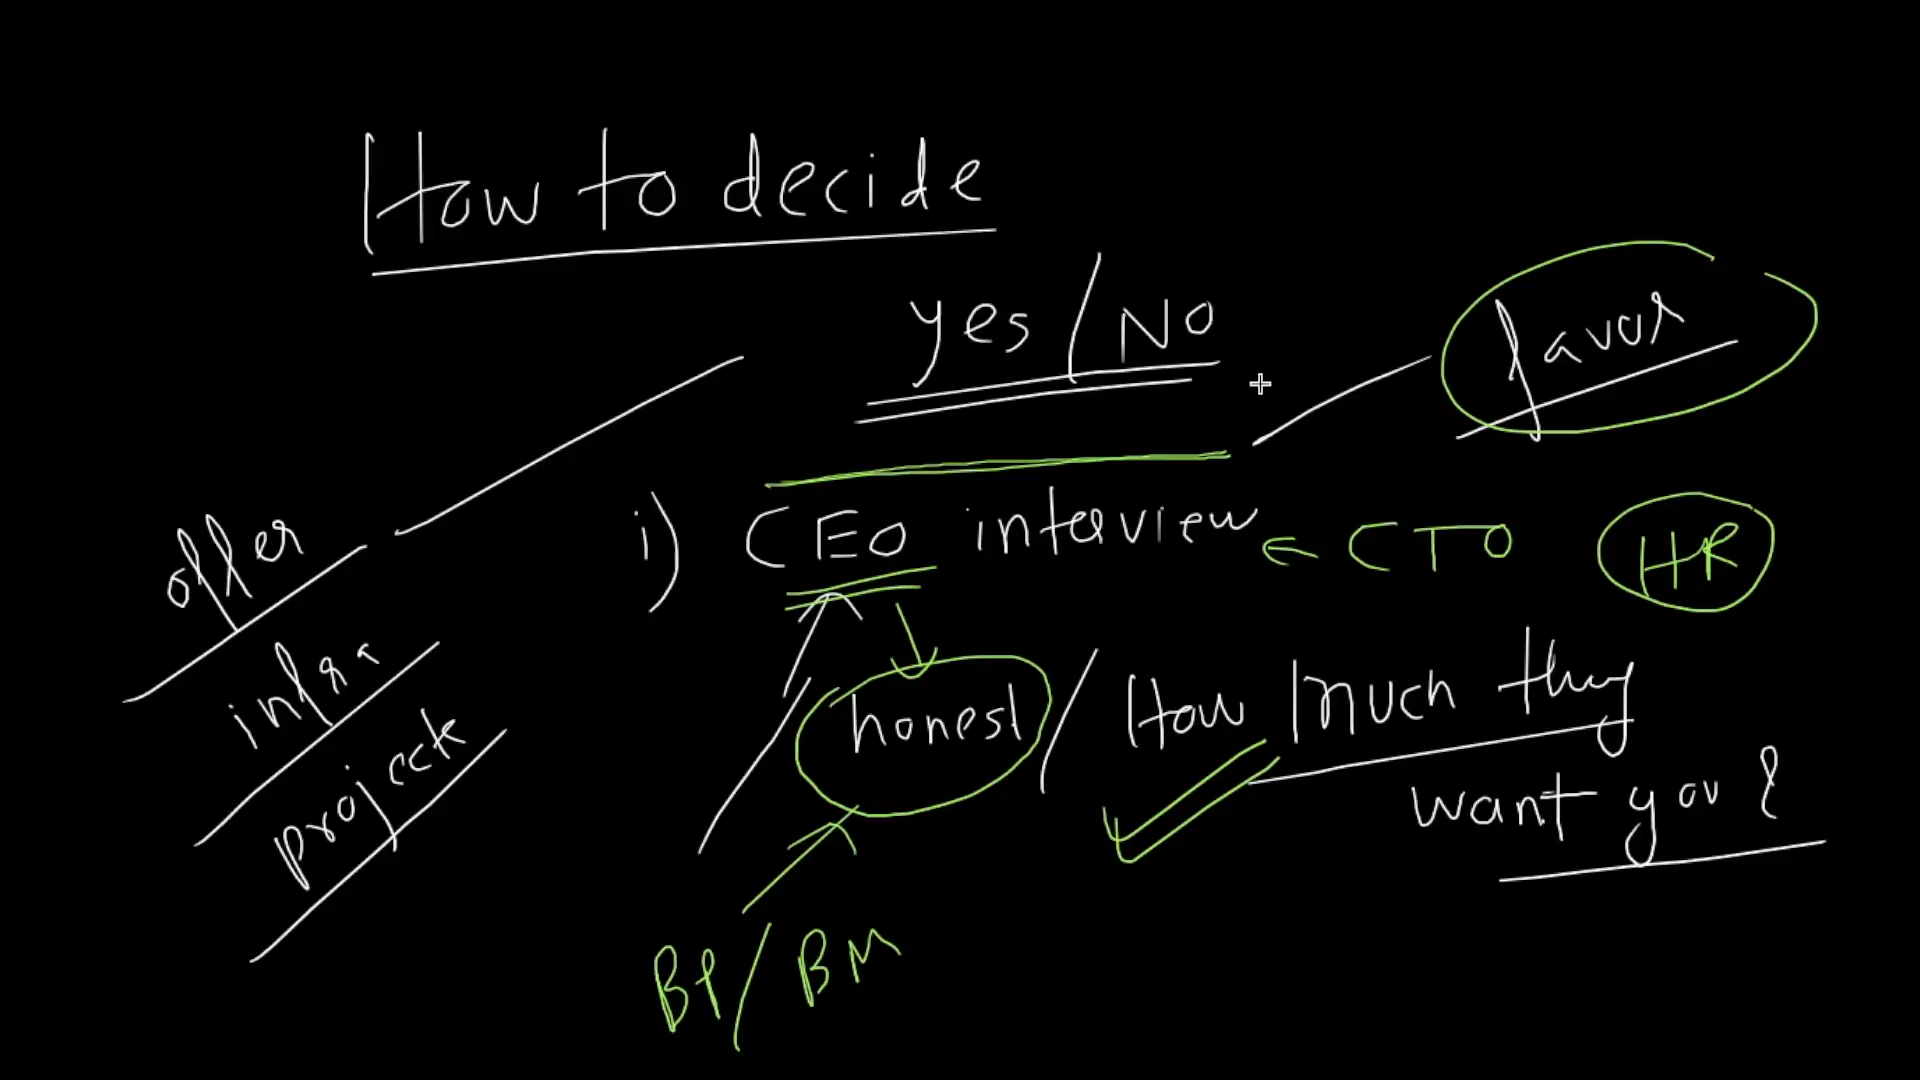 How to decide
yes/No
favor
offer
infra
projects
i) CEO interview ← CTO
HR
honest / How much they
want you?
BP/BM